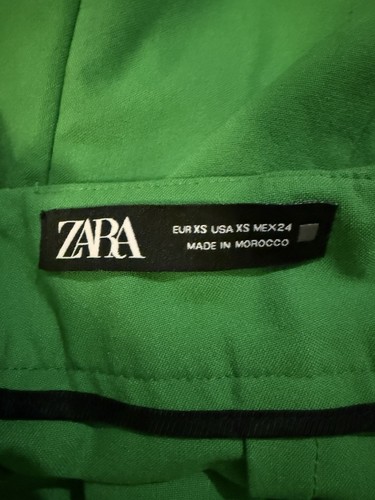 ZARA
EUR XS USA XS MEX 24
MADE IN MOROCCO